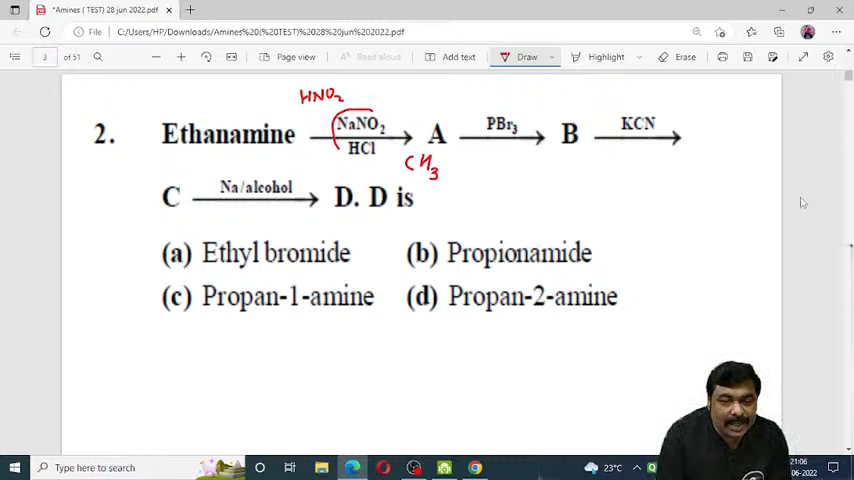 *Amines ( TEST) 28 jun 2022.pdf
File
C:/Users/HP/Downloads/Amines%20(%20TEST)%2028%20jun%202022.pdf
3 of 51
Page view
Read aloud
Add text
Draw
Highlight
Erase
HNO2
2. Ethanamine NaNO2 HCl A PBr3 B KCN
CH3
C Na/alcohol D. D is
(a) Ethyl bromide (b) Propionamide
(c) Propan-1-amine (d) Propan-2-amine
Type here to search
23°C
21:06